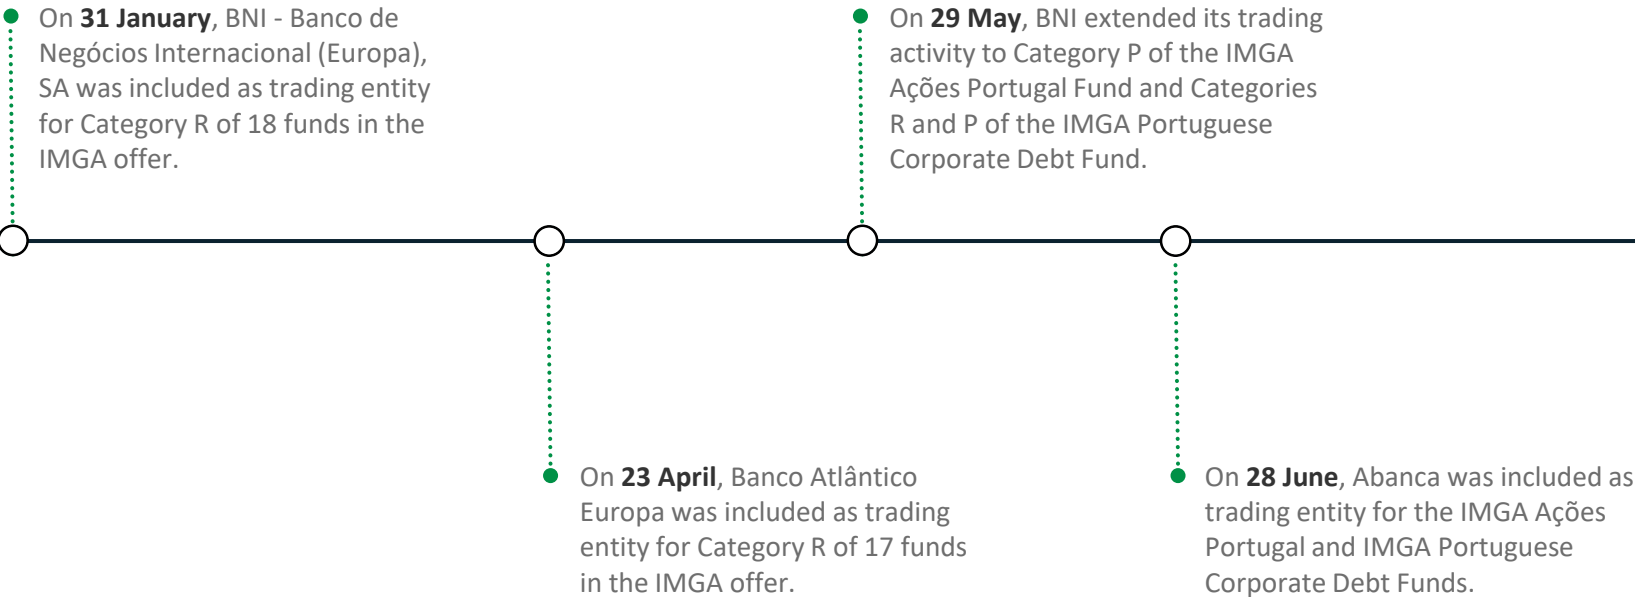 On 31 January, BNI - Banco de
Negócios Internacional (Europa),
SA was included as trading entity
for Category R of 18 funds in the
IMGA offer.
On 29 May, BNI extended its trading
activity to Category P of the IMGA
Ações Portugal Fund and Categories
R and P of the IMGA Portuguese
Corporate Debt Fund.
On 23 April, Banco Atlântico
Europa was included as trading
entity for Category R of 17 funds
in the IMGA offer.
On 28 June, Abanca was included as
trading entity for the IMGA Ações
Portugal and IMGA Portuguese
Corporate Debt Funds.